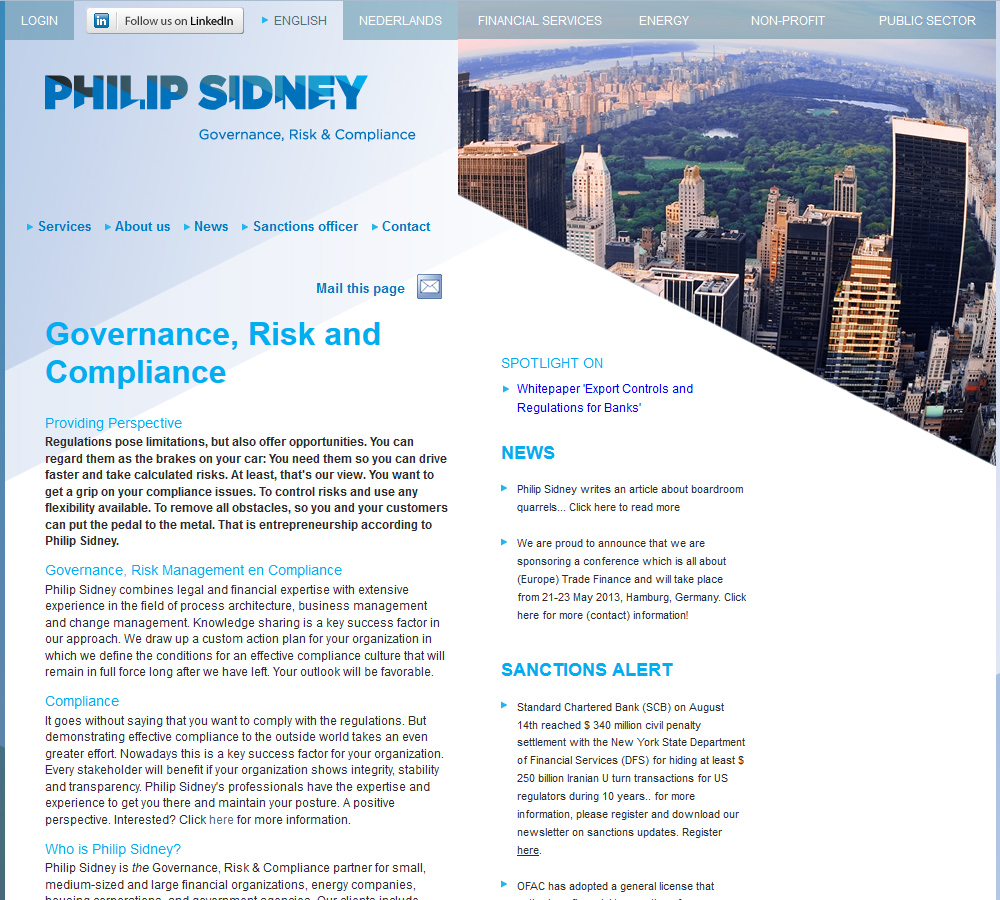 LOGIN
in Follow us on LinkedIn
ENGLISH
NEDERLANDS
FINANCIAL SERVICES
ENERGY
NON-PROFIT
PUBLIC SECTOR
PHILIP SIDNEY
Governance, Risk & Compliance
Services
About us
News
Sanctions officer
Contact
Mail this page
Governance, Risk and
Compliance
Providing Perspective
Regulations pose limitations, but also offer opportunities. You can
regard them as the brakes on your car: You need them so you can drive
faster and take calculated risks. At least, that's our view. You want to
get a grip on your compliance issues. To control risks and use any
flexibility available. To remove all obstacles, so you and your customers
can put the pedal to the metal. That is entrepreneurship according to
Philip Sidney.
Governance, Risk Management en Compliance
Philip Sidney combines legal and financial expertise with extensive
experience in the field of process architecture, business management
and change management. Knowledge sharing is a key success factor in
our approach. We draw up a custom action plan for your organization in
which we define the conditions for an effective compliance culture that will
remain in full force long after we have left. Your outlook will be favorable.
Compliance
It goes without saying that you want to comply with the regulations. But
demonstrating effective compliance to the outside world takes an even
greater effort. Nowadays this is a key success factor for your organization.
Every stakeholder will benefit if your organization shows integrity, stability
and transparency. Philip Sidney's professionals have the expertise and
experience to get you there and maintain your posture. A positive
perspective. Interested? Click here for more information.
Who is Philip Sidney?
Philip Sidney is the Governance, Risk & Compliance partner for small,
medium-sized and large financial organizations, energy companies,
housing corporations, and government agencies. Our clients include
SPOTLIGHT ON
Whitepaper 'Export Controls and
Regulations for Banks'
NEWS
Philip Sidney writes an article about boardroom
quarrels... Click here to read more
We are proud to announce that we are
sponsoring a conference which is all about
(Europe) Trade Finance and will take place
from 21-23 May 2013, Hamburg, Germany. Click
here for more (contact) information!
SANCTIONS ALERT
Standard Chartered Bank (SCB) on August
14th reached $ 340 million civil penalty
settlement with the New York State Department
of Financial Services (DFS) for hiding at least $
250 billion Iranian U turn transactions for US
regulators during 10 years.. for more
information, please register and download our
newsletter on sanctions updates. Register
here.
OFAC has adopted a general license that